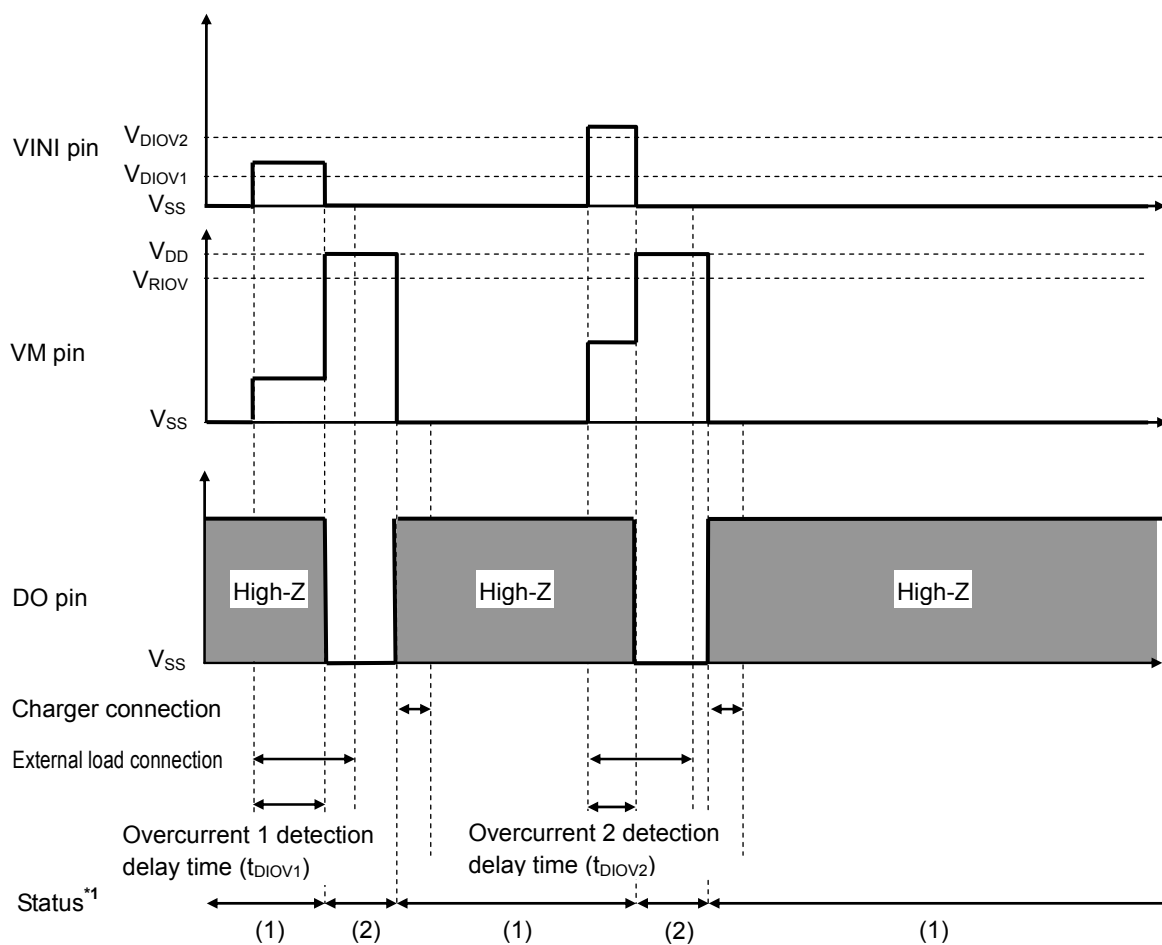 VINI pin
VDIOV2
VDIOV1
VSS
VM pin
VDD
VRIOV
VSS
DO pin
High-Z
High-Z
High-Z
VSS
Charger connection
External load connection
Overcurrent 1 detection
delay time (tDIOV1)
Overcurrent 2 detection
delay time (tDIOV2)
Status*1
(1)
(2)
(1)
(2)
(1)